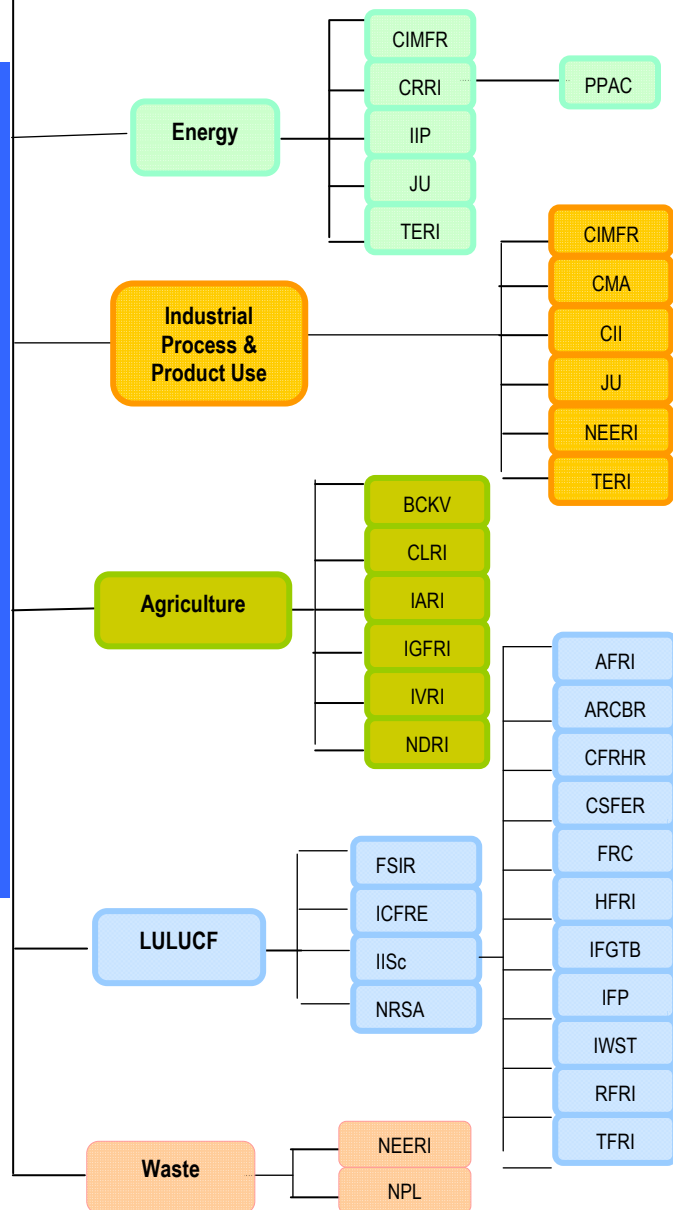 Energy
CIMFR
CRRI
IIP
JU
TERI
PPAC
Industrial
Process &
Product Use
CIMFR
CMA
CII
JU
NEERI
TERI
Agriculture
BCKV
CLRI
IARI
IGFRI
IVRI
NDRI
LULUCF
FSIR
ICFRE
IISc
NRSA
AFRI
ARCBR
CFRHR
CSFER
FRC
HFRI
IFGTB
IFP
IWST
RFRI
TFRI
Waste
NEERI
NPL